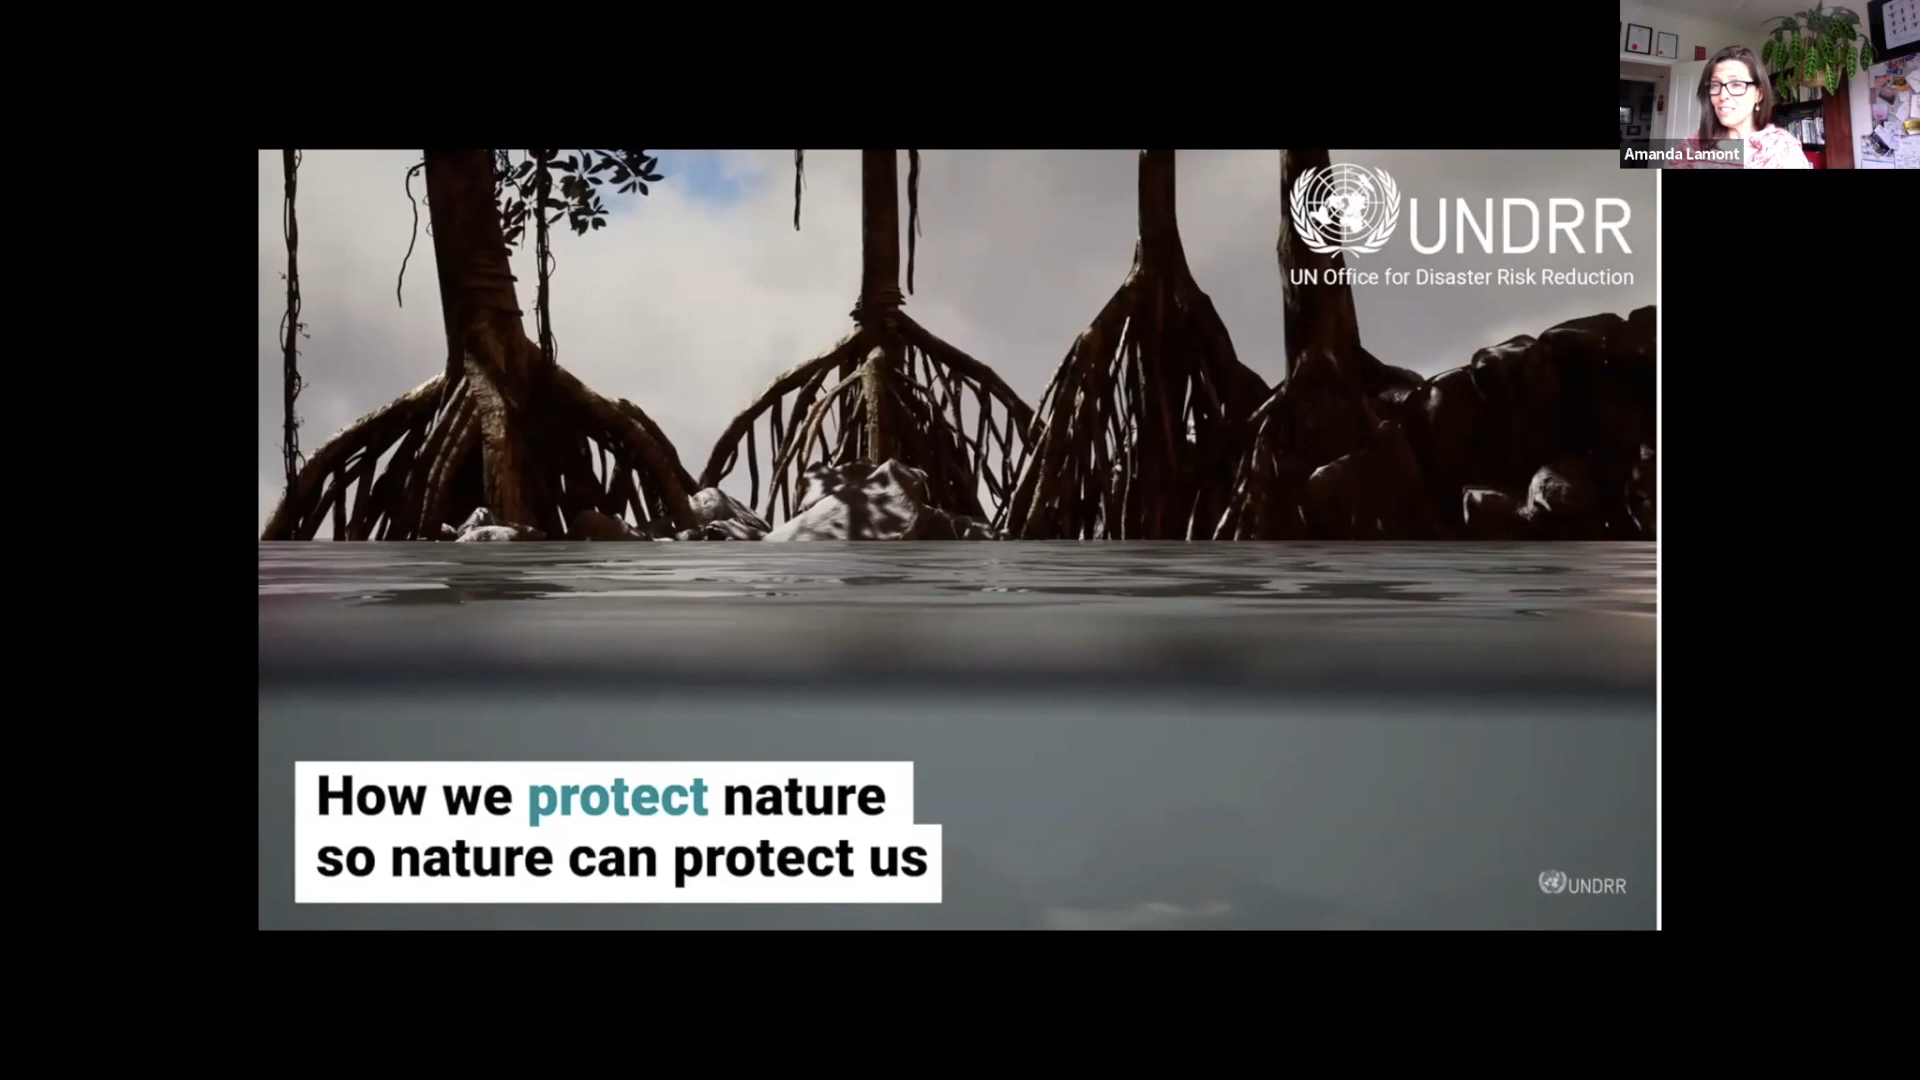 Amanda Lamont
UNDRR
UN Office for Disaster Risk Reduction
How we protect nature
so nature can protect us
UNDRR